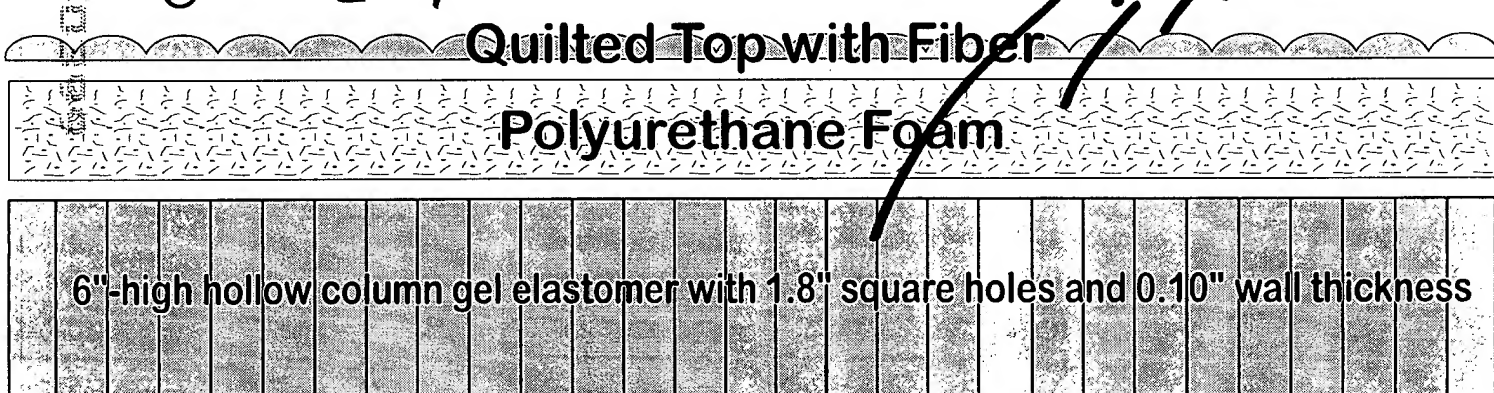 Quilted Top with Fiber
Polyurethane Foam
6"-high hollow column gel elastomer with 1.8" square holes and 0.10" wall thickness